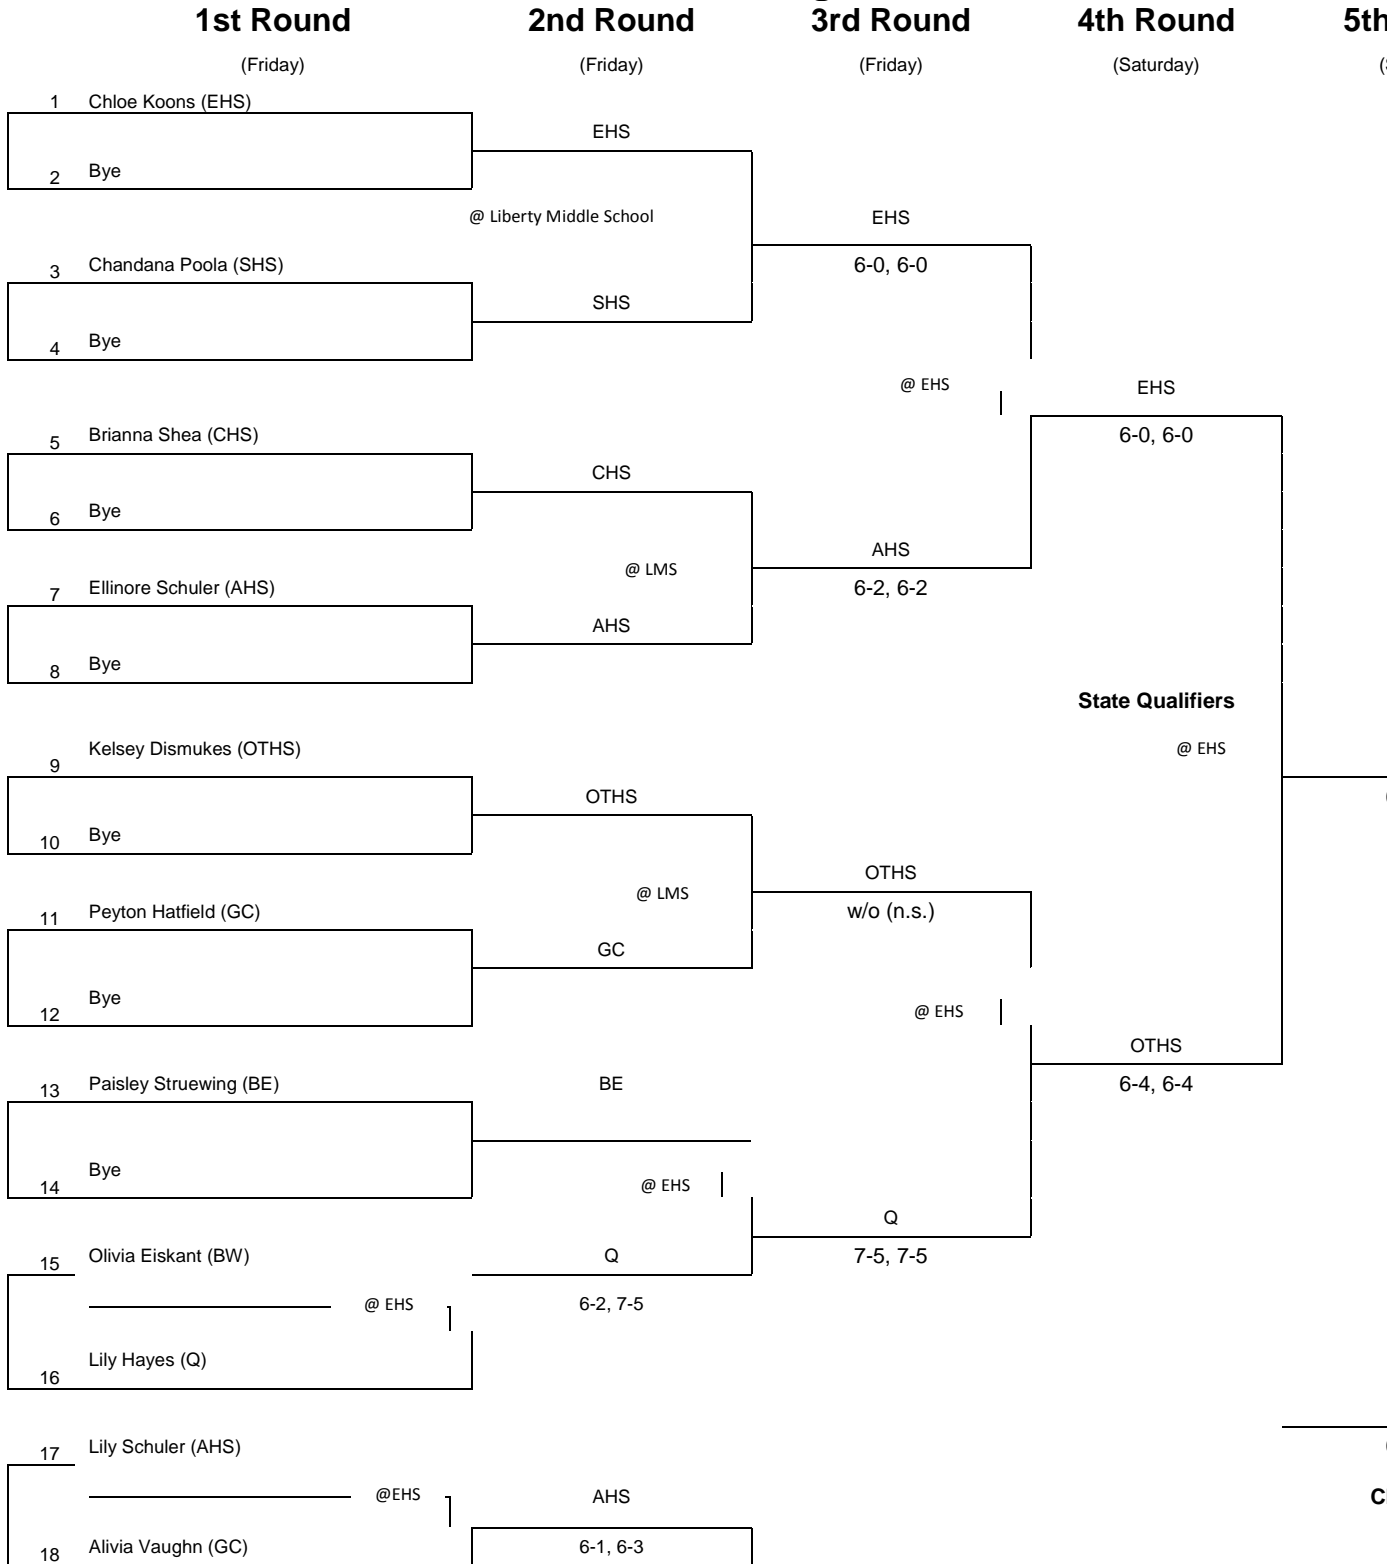 1st Round 2nd Round 3rd Round 4th Round 5th
(Friday) (Friday) (Friday) (Saturday)
1 Chloe Koons (EHS)
EHS
2 Bye
@ Liberty Middle School EHS
3 Chandana Poola (SHS) 6-0, 6-0
SHS
4 Bye
@ EHS EHS
5 Brianna Shea (CHS) 6-0, 6-0
CHS
6 Bye
AHS
@ LMS
7 Ellinore Schuler (AHS) 6-2, 6-2
AHS
8 Bye
State Qualifiers
9 Kelsey Dismukes (OTHS) @ EHS
OTHS
10 Bye
OTHS
@ LMS
11 Peyton Hatfield (GC) w/o (n.s.)
GC
12 Bye
@ EHS
OTHS
13 Paisley Struewing (BE) BE 6-4, 6-4
14 Bye
@ EHS
Q
15 Olivia Eiskant (BW) Q 7-5, 7-5
@ EHS 6-2, 7-5
16 Lily Hayes (Q)
17 Lily Schuler (AHS)
@EHS AHS
18 Alivia Vaughn (GC) 6-1, 6-3